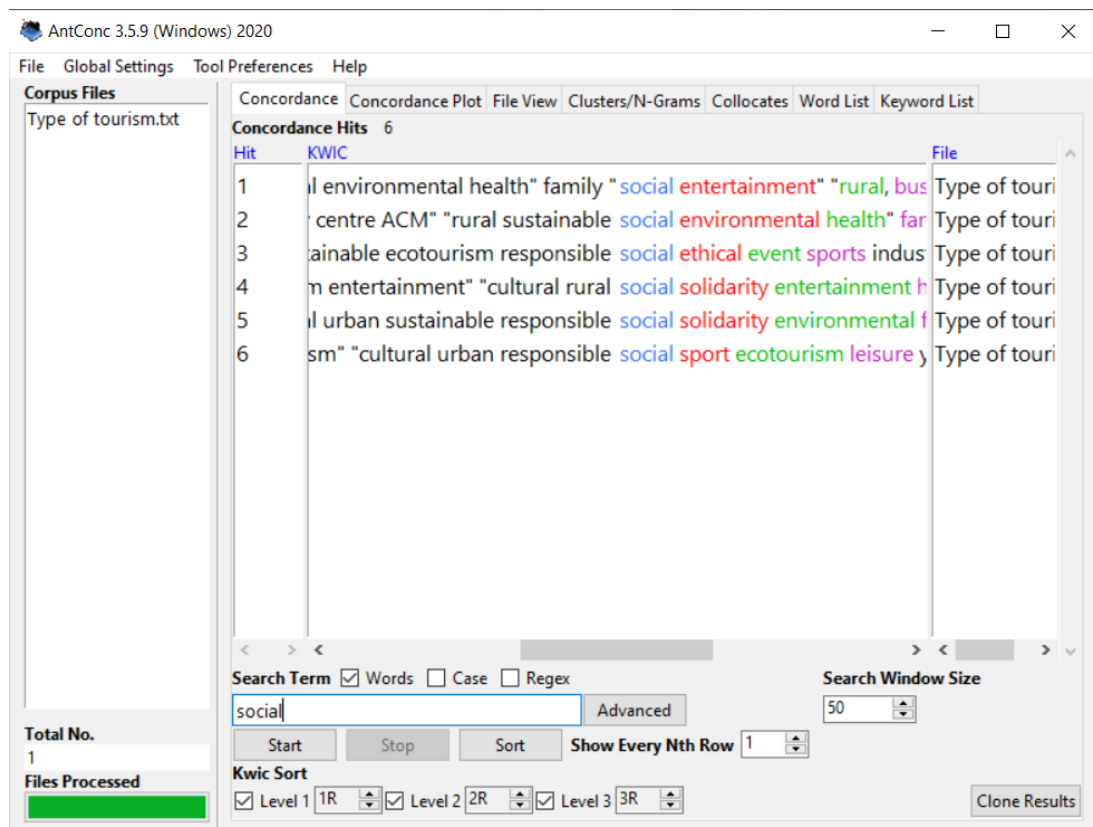 AntConc 3.5.9 (Windows) 2020
File Global Settings Tool Preferences Help
Corpus Files
Type of tourism.txt
Concordance Concordance Plot File View Clusters/N-Grams Collocates Word List Keyword List
Concordance Hits 6
Hit KWIC File
1 l environmental health" family "social entertainment" "rural, bus Type of touri
2 centre ACM" "rural sustainable social environmental health" far Type of touri
3 ainable ecotourism responsible social ethical event sports indus Type of touri
4 m entertainment" "cultural rural social solidarity entertainment h Type of touri
5 l urban sustainable responsible social solidarity environmental f Type of touri
6 sm" "cultural urban responsible social sport ecotourism leisure y Type of touri
Search Term Words Case Regex Search Window Size
social Advanced 50
Total No.
1
Start Stop Sort Show Every Nth Row 1
Files Processed
Kwic Sort
Level 1 1R Level 2 2R Level 3 3R Clone Results